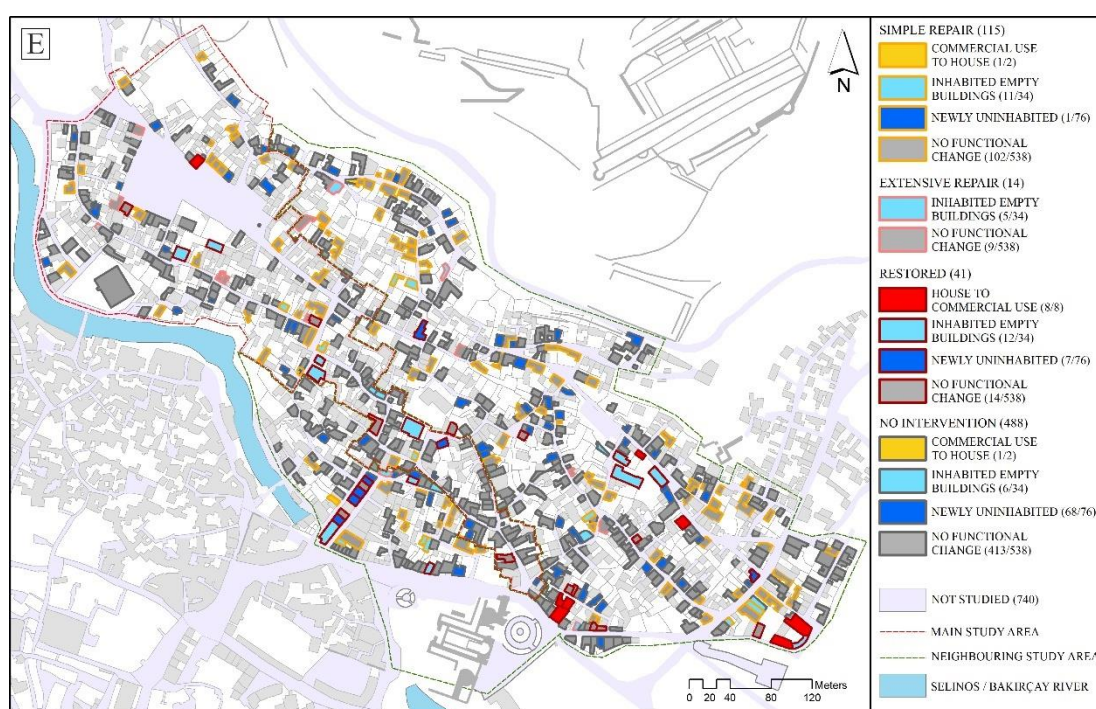 E
N
Meters
0 20 40 80 120
SIMPLE REPAIR (115)
COMMERCIAL USE
TO HOUSE (1/2)
INHABITED EMPTY
BUILDINGS (11/34)
NEWLY UNINHABITED (1/76)
NO FUNCTIONAL
CHANGE (102/538)
EXTENSIVE REPAIR (14)
INHABITED EMPTY
BUILDINGS (5/34)
NO FUNCTIONAL
CHANGE (9/538)
RESTORED (41)
HOUSE TO
COMMERCIAL USE (8/8)
INHABITED EMPTY
BUILDINGS (12/34)
NEWLY UNINHABITED (7/76)
NO FUNCTIONAL
CHANGE (14/538)
NO INTERVENTION (488)
COMMERCIAL USE
TO HOUSE (1/2)
INHABITED EMPTY
BUILDINGS (6/34)
NEWLY UNINHABITED (68/76)
NO FUNCTIONAL
CHANGE (413/538)
NOT STUDIED (740)
MAIN STUDY AREA
NEIGHBOURING STUDY AREA
SELINOS / BAKIRÇAY RIVER